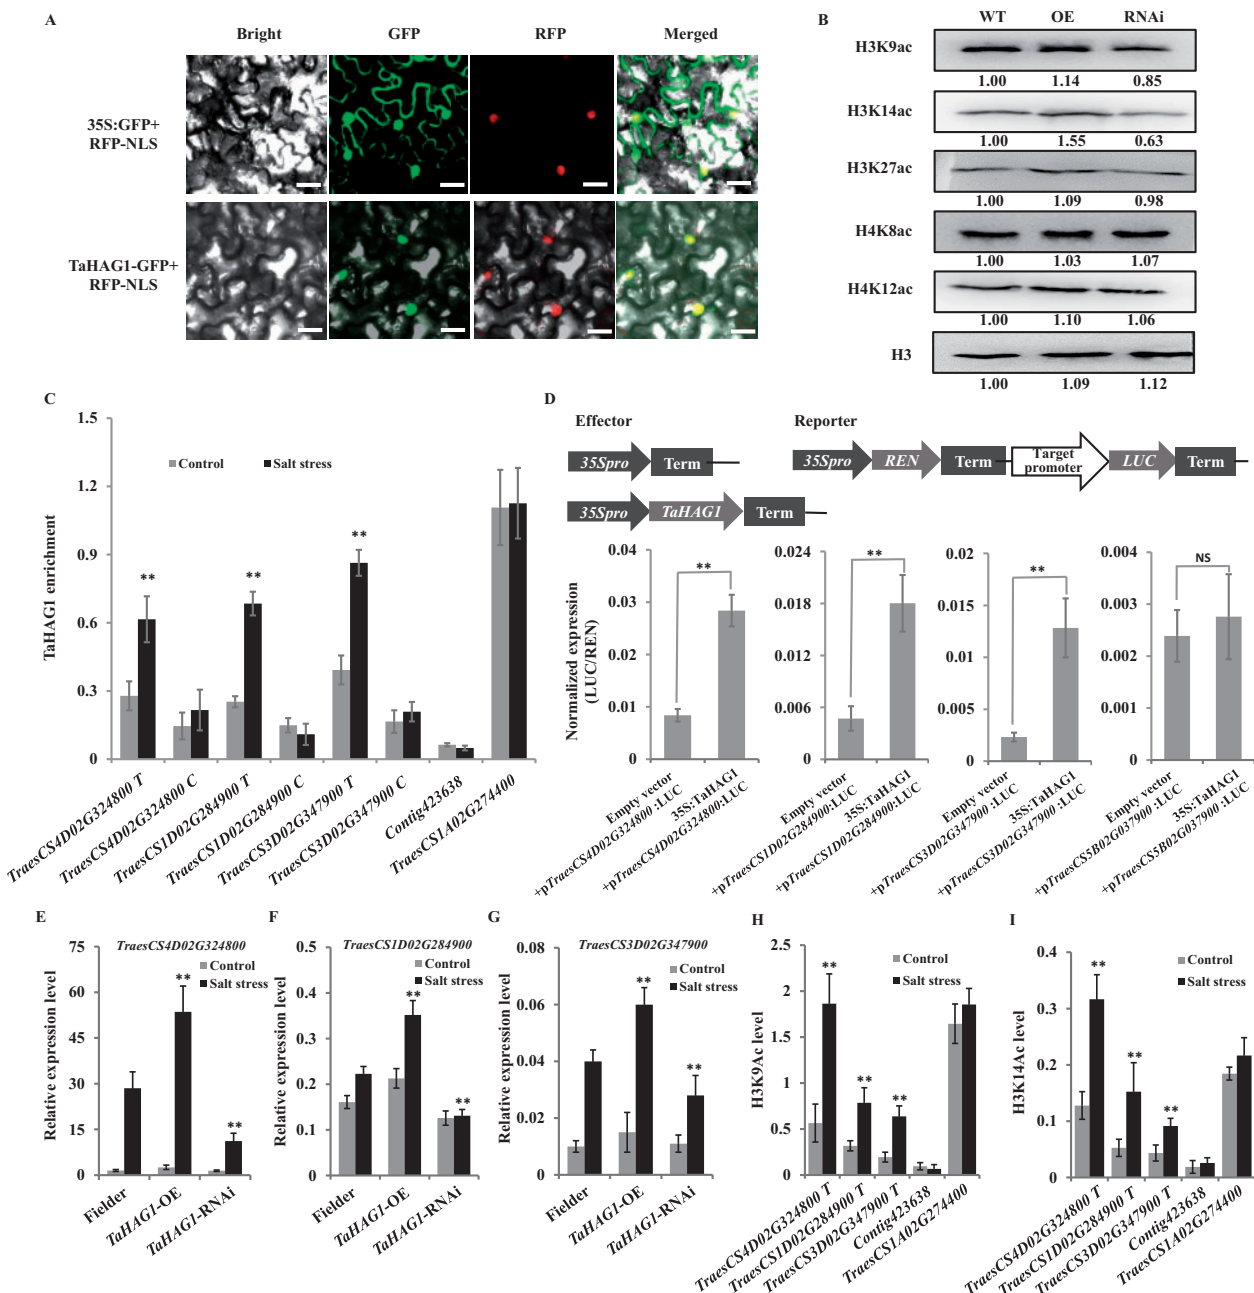 A
Bright GFP RFP Merged
35S:GFP+
RFP-NLS
TaHAG1-GFP+
RFP-NLS
B
WT OE RNAi
H3K9ac
1.00 1.14 0.85
H3K14ac
1.00 1.55 0.63
H3K27ac
1.00 1.09 0.98
H4K8ac
1.00 1.03 1.07
H4K12ac
1.00 1.10 1.06
H3
1.00 1.09 1.12
C
TaHAG1 enrichment
1.5
1.2
0.9
0.6
0.3
0
Control Salt stress
** ** **
TraesCS4D02G324800 T
TraesCS4D02G324800 C
TraesCS1D02G284900 T
TraesCS1D02G284900 C
TraesCS3D02G347900 T
TraesCS3D02G347900 C
Contig423638
TraesCS1A02G274400
D
Effector
35Spro Term
35Spro TaHAG1 Term
Reporter
35Spro REN Term Target promoter LUC Term
Normalized expression
(LUC/REN)
0.04
0.03
0.02
0.01
0
**
Empty vector
+pTraesCS4D02G324800:LUC
35S:TaHAG1
+pTraesCS4D02G324800:LUC
0.024
0.018
0.012
0.006
0
**
Empty vector
+pTraesCS1D02G284900:LUC
35S:TaHAG1
+pTraesCS1D02G284900:LUC
0.02
0.015
0.01
0.005
0
**
Empty vector
+pTraesCS3D02G347900 :LUC
35S:TaHAG1
+pTraesCS3D02G347900 :LUC
0.004
0.003
0.002
0.001
0
NS
Empty vector
+pTraesCS5B02G037900 :LUC
35S:TaHAG1
+pTraesCS5B02G037900 :LUC
E
TraesCS4D02G324800
Relative expression level
75
60
45
30
15
0
Control
Salt stress
** **
Fielder
TaHAG1-OE
TaHAG1-RNAi
F
TraesCS1D02G284900
Relative expression level
0.5
0.4
0.3
0.2
0.1
0
Control
Salt stress
** **
Fielder
TaHAG1-OE
TaHAG1-RNAi
G
TraesCS3D02G347900
Relative expression level
0.08
0.06
0.04
0.02
0
Control
Salt stress
** **
Fielder
TaHAG1-OE
TaHAG1-RNAi
H
H3K9Ac level
2.5
2
1.5
1
0.5
0
Control
Salt stress
** ** **
TraesCS4D02G324800 T
TraesCS1D02G284900 T
TraesCS3D02G347900 T
Contig423638
TraesCS1A02G274400
I
H3K14Ac level
0.4
0.3
0.2
0.1
0
Control
Salt stress
** ** **
TraesCS4D02G324800 T
TraesCS1D02G284900 T
TraesCS3D02G347900 T
Contig423638
TraesCS1A02G274400